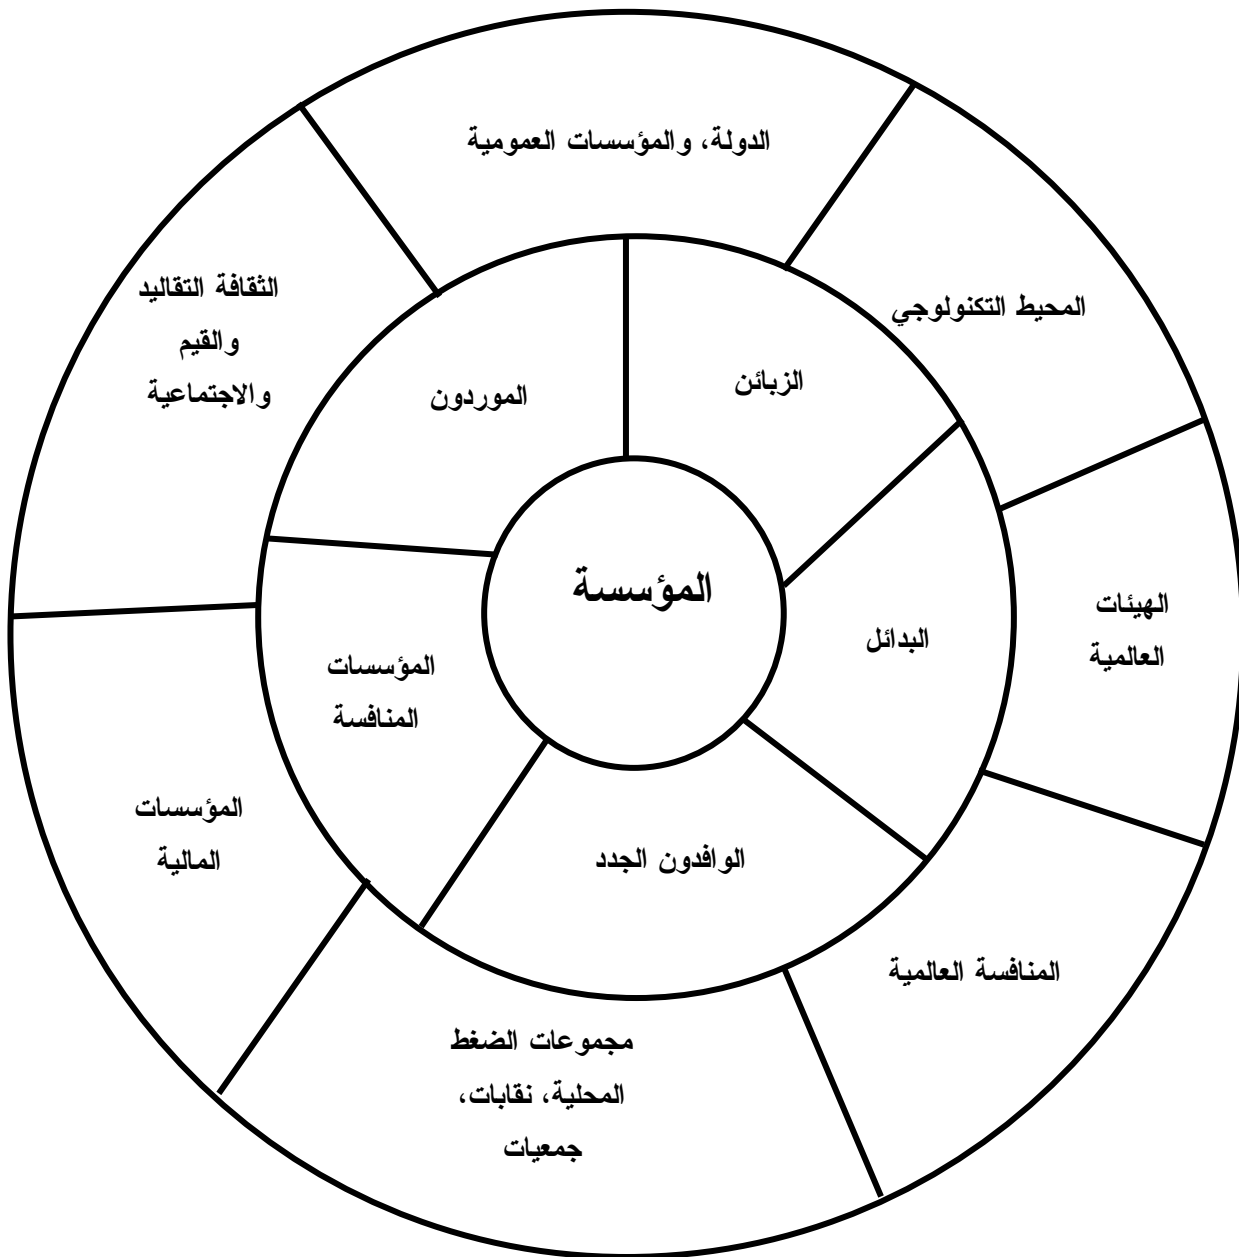 الدولة، والمؤسسات العمومية
المحيط التكنولوجي
الثقافة التقاليد
والقيم
والاجتماعية
الزبائن
الموردون
المؤسسة
الهيئات
العالمية
البدائل
المؤسسات
المنافسة
المؤسسات
المالية
الوافدون الجدد
المنافسة العالمية
مجموعات الضغط
المحلية، نقابات،
جمعيات